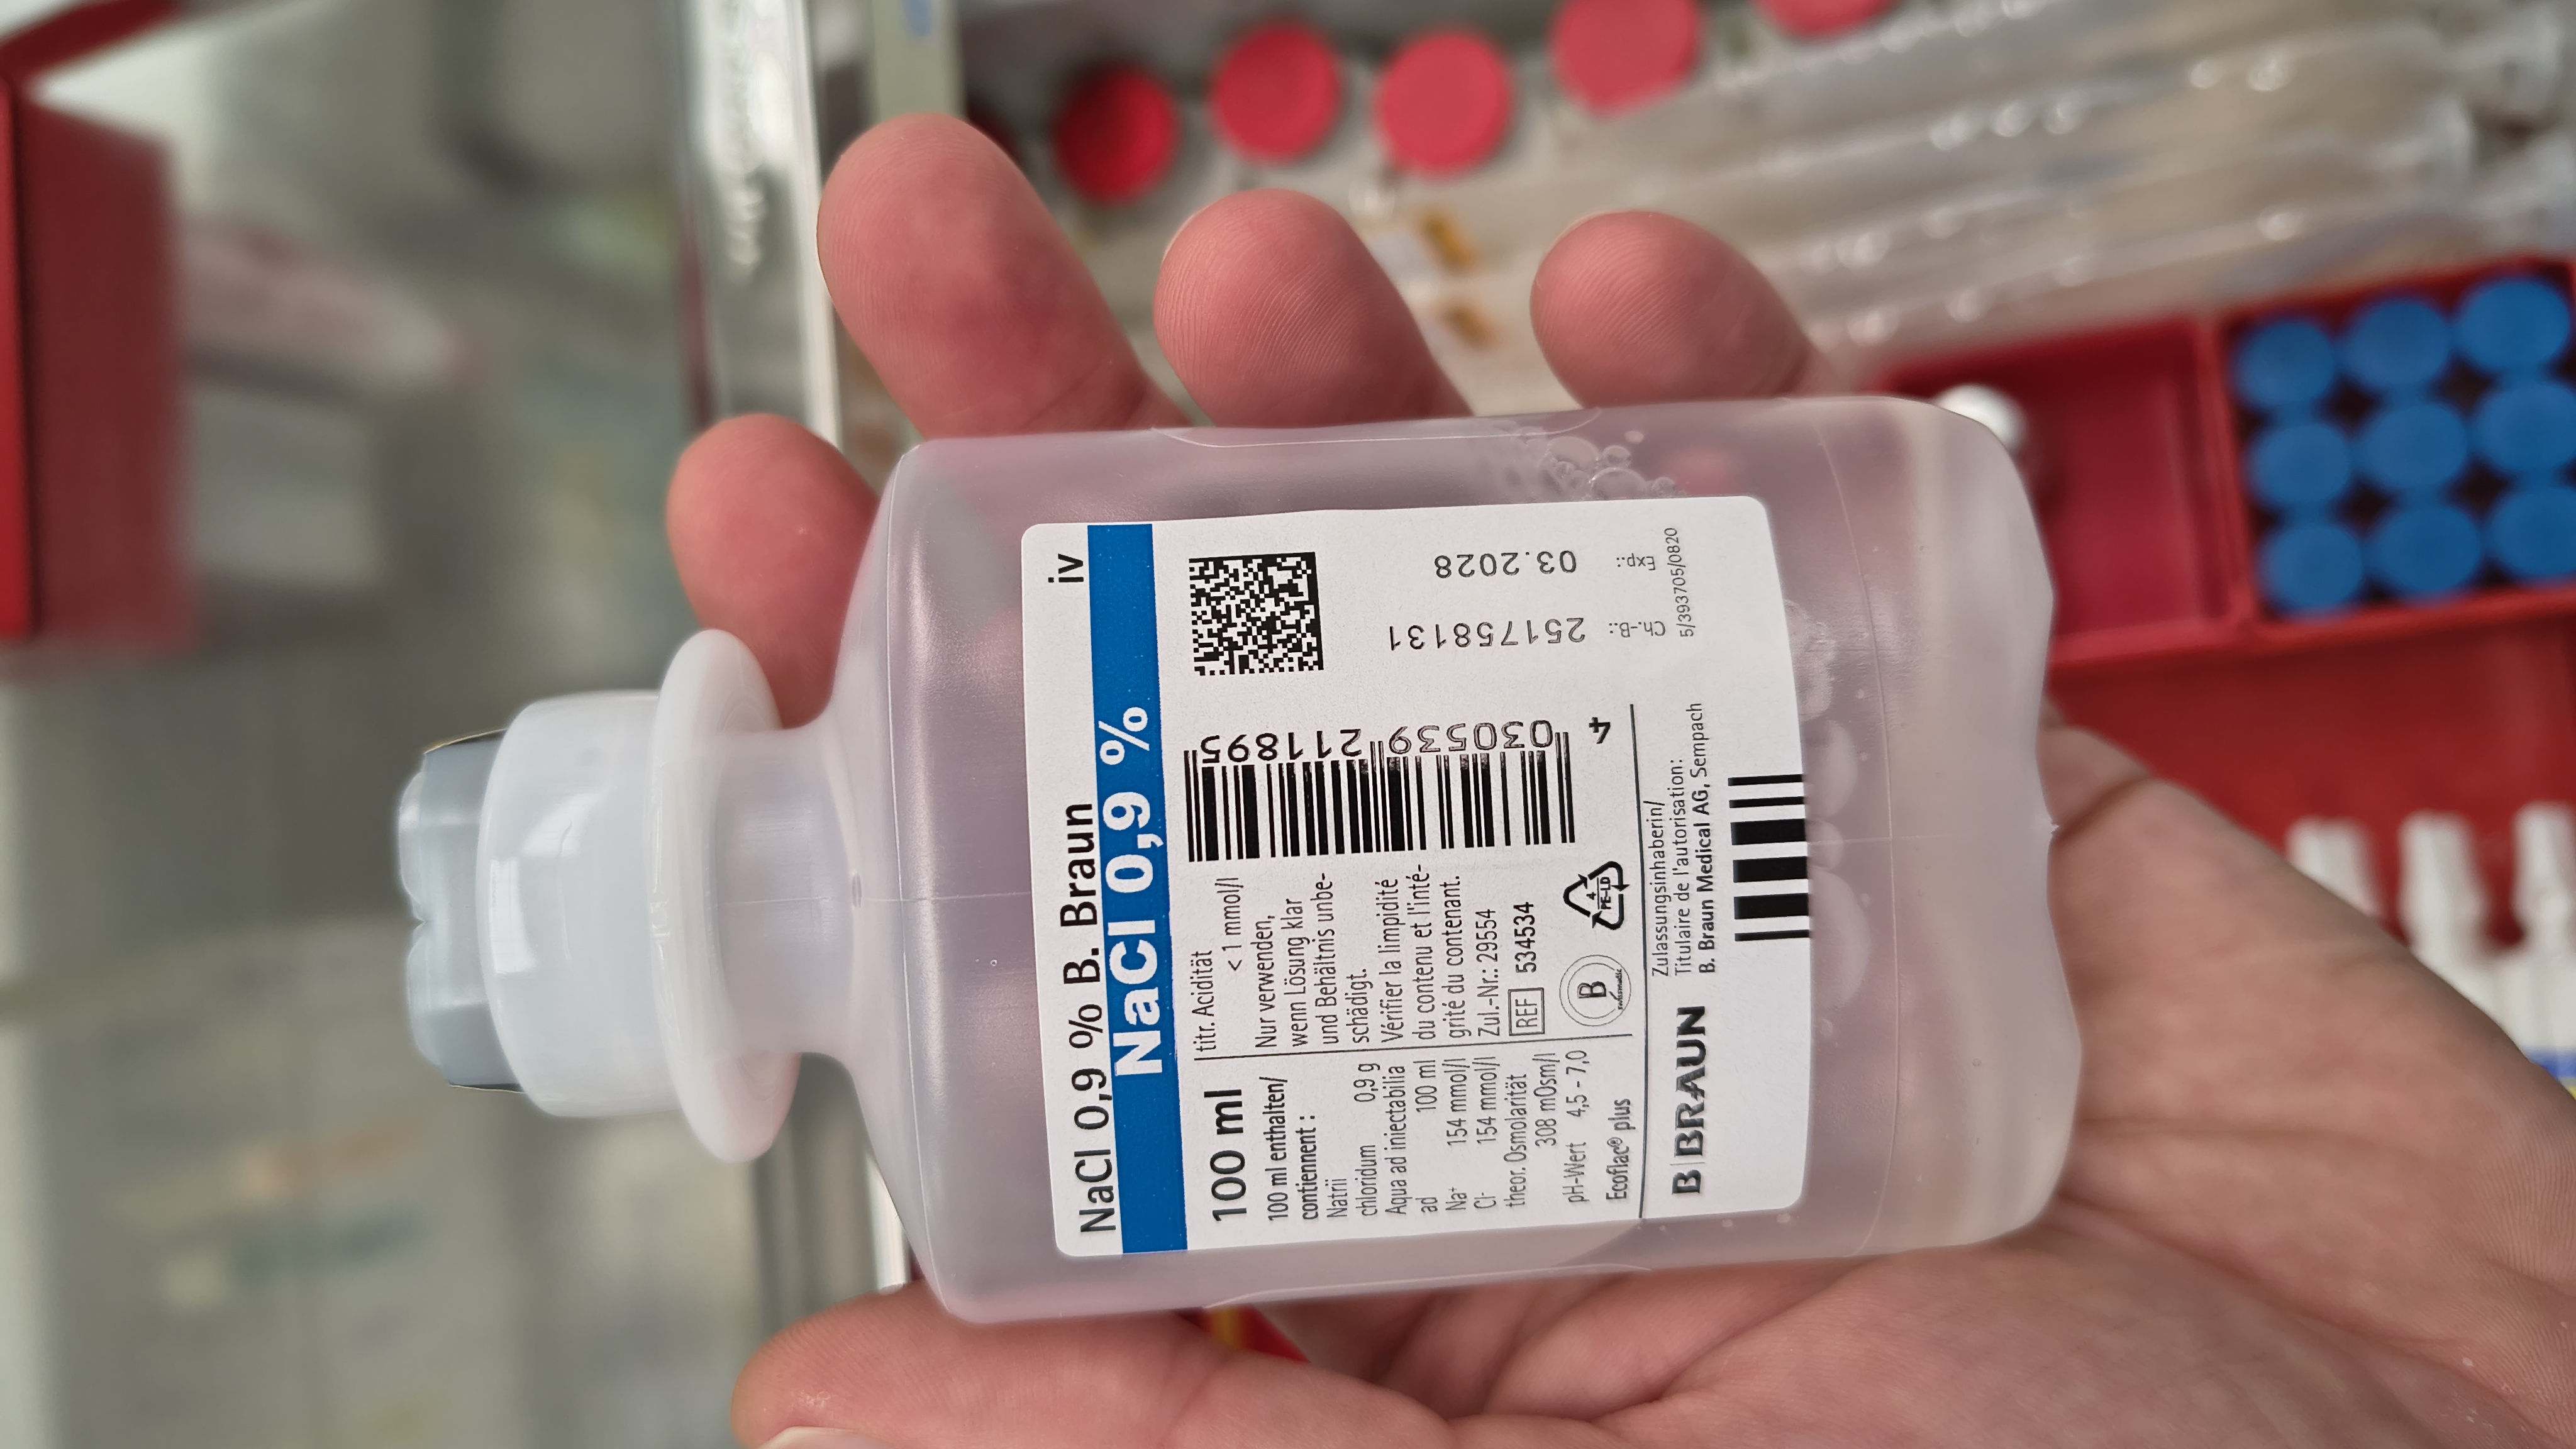 NaCl 0,9 % B. Braun
iv
NaCl 0,9 %
100 ml
100 ml enthalten/
contiennent :
Natrii
chloridum 0,9 g
Aqua ad injectabilia
ad 100 ml
Na⁺ 154 mmol/l
Cl⁻ 154 mmol/l
theor. Osmolarität
308 mOsm/l
pH-Wert 4,5 - 7,0
Ecoflac® plus
titr. Acidität
< 1 mmol/l
Nur verwenden,
wenn Lösung klar
und Behältnis unbe-
schädigt.
Vérifier la limpidité
du contenu et l'inté-
grité du contenant.
Zul.-Nr.: 29554
REF 534534
B
swissmedic
4
PE-LD
4 030539 211895
Ch.-B.: 251758131
Exp.: 03.2028
5/393705/0820
B BRAUN
Zulassungsinhaberin/
Titulaire de l'autorisation:
B. Braun Medical AG, Sempach